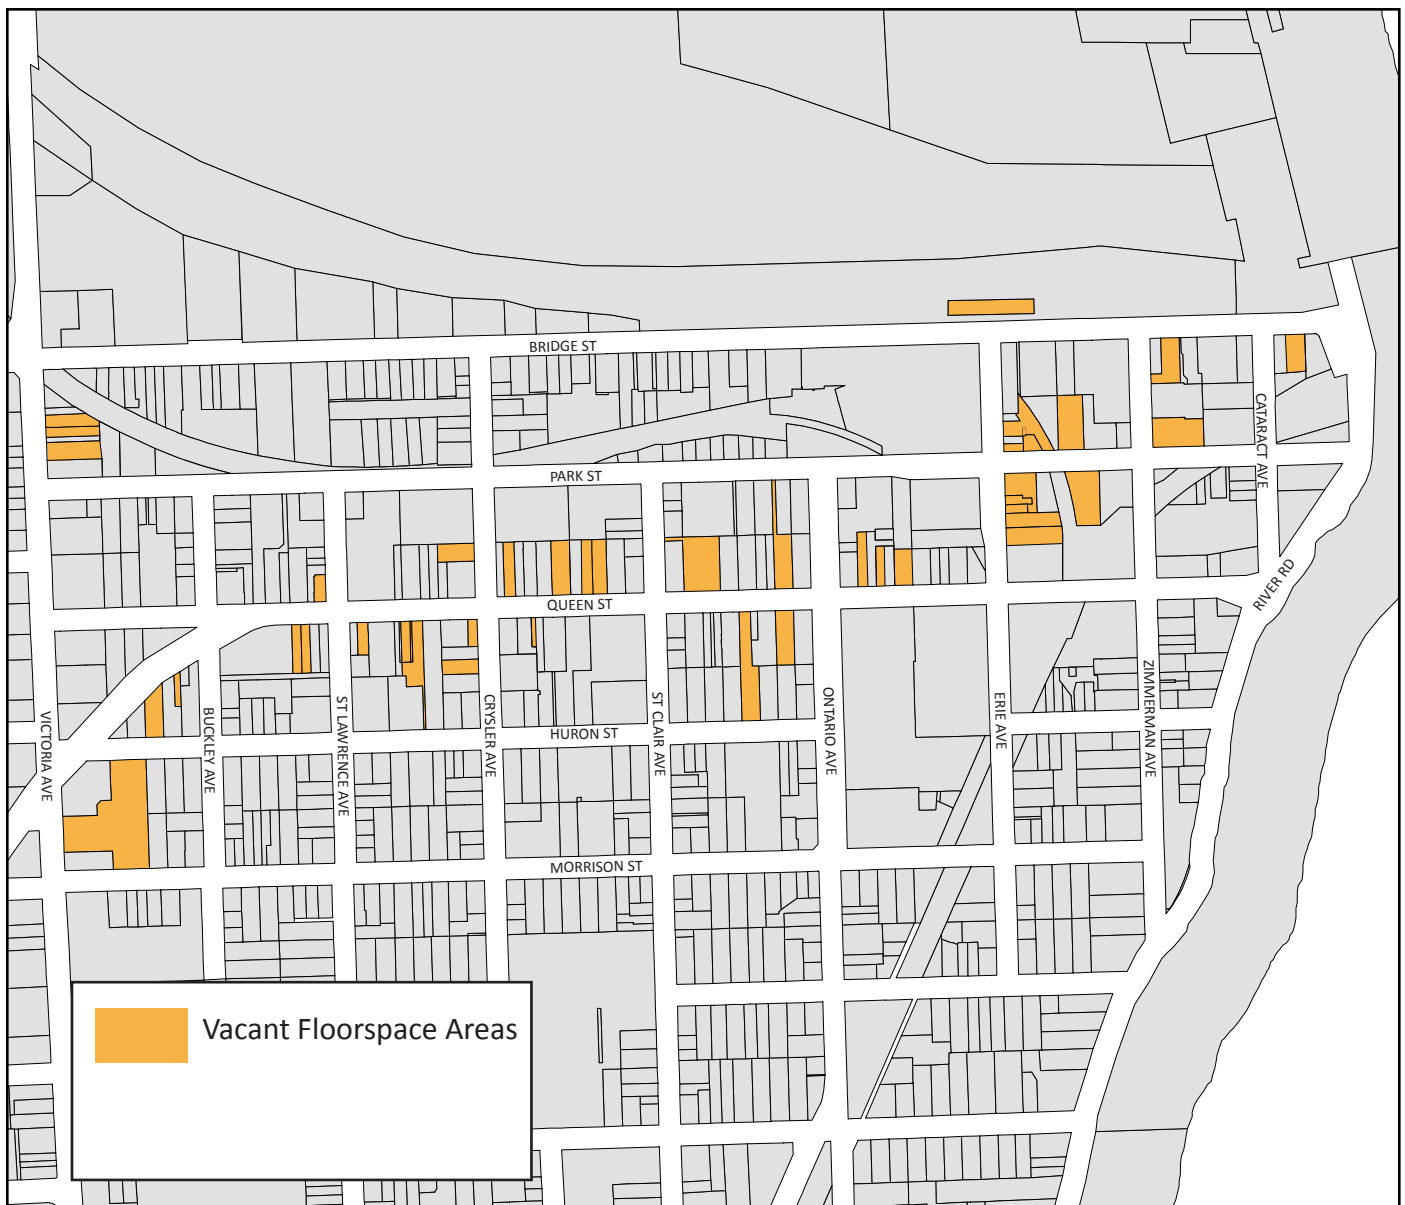 BRIDGE ST
CATARACT AVE
PARK ST
RIVER RD
QUEEN ST
VICTORIA AVE
BUCKLEY AVE
ST LAWRENCE AVE
CRYSLER AVE
ST CLAIR AVE
ONTARIO AVE
ERIE AVE
ZIMMERMAN AVE
HURON ST
MORRISON ST
Vacant Floorspace Areas